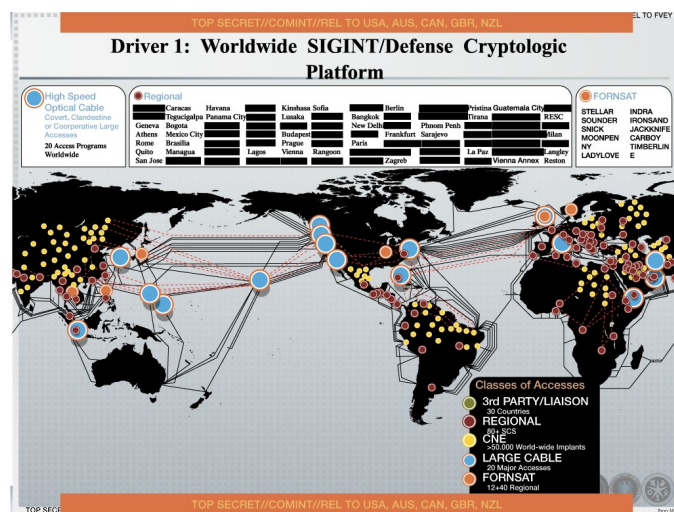 TOP SECRET//COMINT//REL TO USA, AUS, CAN, GBR, NZL
EL TO FVEY
Driver 1: Worldwide SIGINT/Defense Cryptologic
Platform
High Speed
Optical Cable
Covert, Clandestine
or Coorperative Large
Accesses
20 Access Programs
Worldwide
Regional
Caracas Havana Kinshasa Sofia Berlin Pristina Guatemala City
Tegucigalpa Panama City Lusaka Bangkok Tirana RESC
Geneva Bogota New Delhi Phnom Penh
Athens Mexico City Budapest Frankfurt Sarajevo Milan
Rome Brasilia Prague Paris
Quito Managua Lagos Vienna Rangoon La Paz Langley
San Jose Zagreb Vienna Annex Reston
FORNSAT
STELLAR INDRA
SOUNDER IRONSAND
SNICK JACKKNIFE
MOONPEN CARBOY
NY TIMBERLIN
LADYLOVE E
Classes of Accesses
3rd PARTY/LIAISON
30 Countries
REGIONAL
80+ SCS
CNE
>50.000 World-wide Implants
LARGE CABLE
20 Major Accesses
FORNSAT
12+40 Regional
TOP SECRET//COMINT//REL TO USA, AUS, CAN, GBR, NZL
TOP SECR